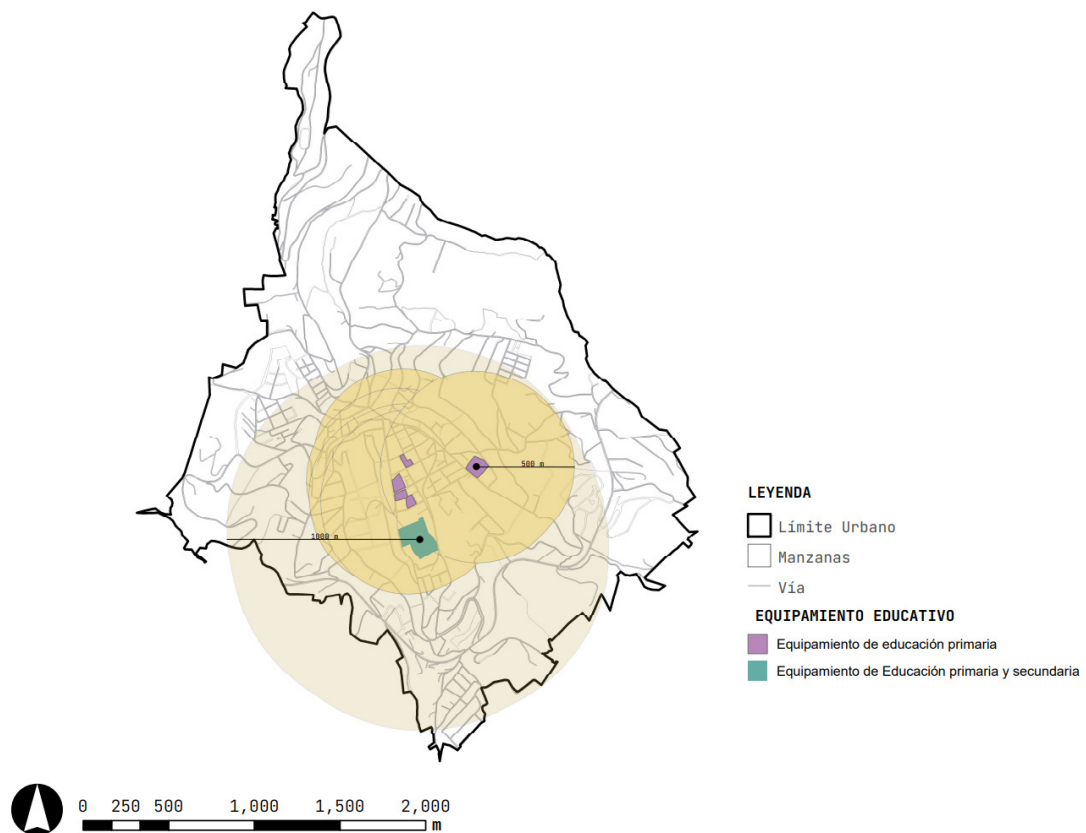 500 m
1000 m
LEYENDA
Límite Urbano
Manzanas
Vía
EQUIPAMIENTO EDUCATIVO
Equipamiento de educación primaria
Equipamiento de Educación primaria y secundaria
0 250 500 1,000 1,500 2,000
m